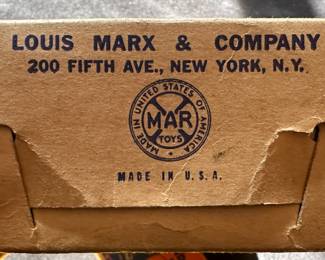 LOUIS MARX & COMPANY
200 FIFTH AVE., NEW YORK, N.Y.
MADE IN UNITED STATES OF AMERICA
MAR
TOYS
MADE IN U.S.A.